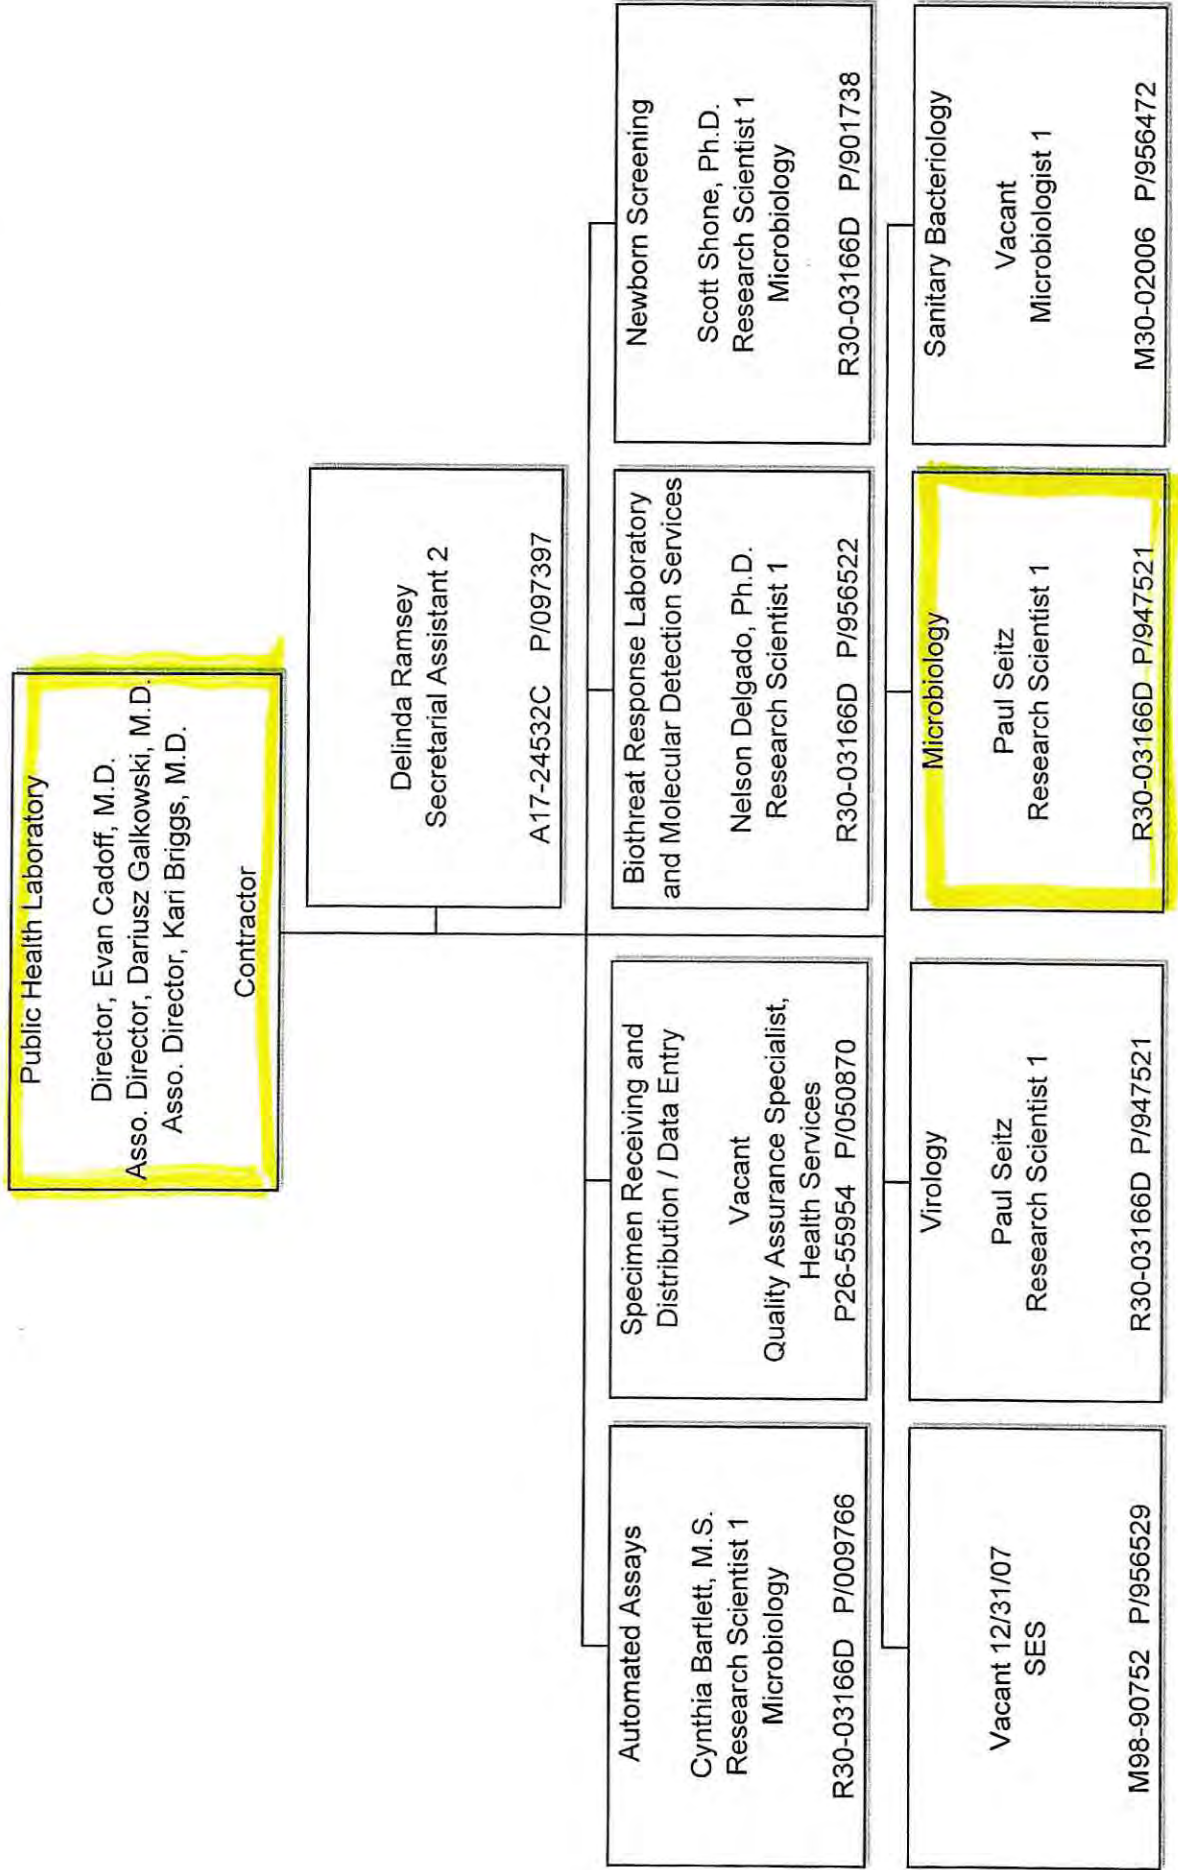 Public Health Laboratory
Director, Evan Cadoff, M.D.
Asso. Director, Dariusz Galkowski, M.D.
Asso. Director, Kari Briggs, M.D.
Contractor
Delinda Ramsey
Secretarial Assistant 2
A17-24532C P/097397
Automated Assays
Cynthia Bartlett, M.S.
Research Scientist 1
Microbiology
R30-03166D P/009766
Specimen Receiving and
Distribution / Data Entry
Vacant
Quality Assurance Specialist,
Health Services
P26-55954 P/050870
Biothreat Response Laboratory
and Molecular Detection Services
Nelson Delgado, Ph.D.
Research Scientist 1
R30-03166D P/956522
Newborn Screening
Scott Shone, Ph.D.
Research Scientist 1
Microbiology
R30-03166D P/901738
Vacant 12/31/07
SES
M98-90752 P/956529
Virology
Paul Seitz
Research Scientist 1
R30-03166D P/947521
Microbiology
Paul Seitz
Research Scientist 1
R30-03166D P/947521
Sanitary Bacteriology
Vacant
Microbiologist 1
M30-02006 P/956472